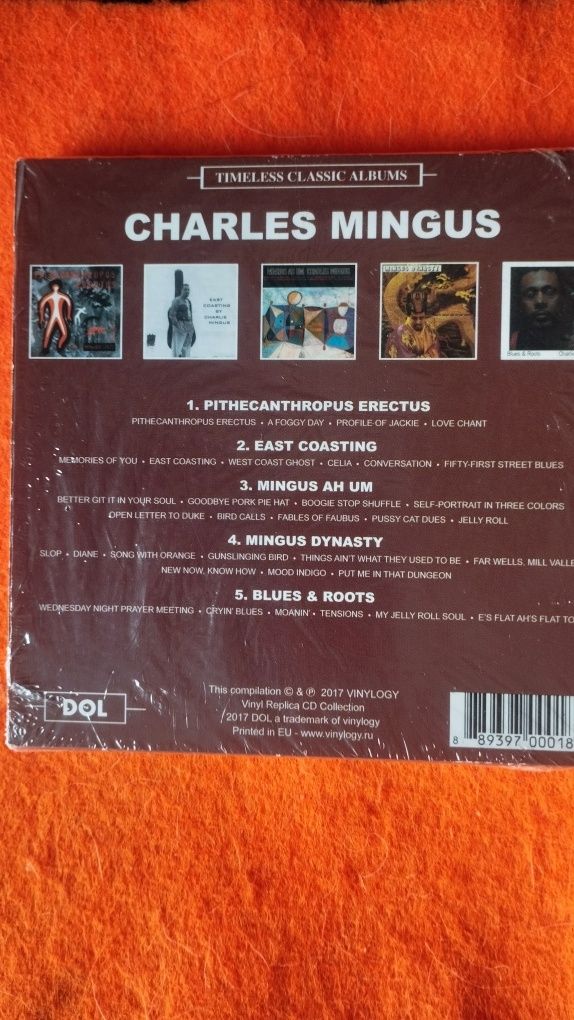 TIMELESS CLASSIC ALBUMS
CHARLES MINGUS
EAST
COASTING
BY
CHARLIE
MINGUS
MINGUS AH UM CHARLES MINGUS
MINGUS DYNASTY
Blues & Roots
1. PITHECANTHROPUS ERECTUS
PITHECANTHROPUS ERECTUS • A FOGGY DAY • PROFILE OF JACKIE • LOVE CHANT
2. EAST COASTING
MEMORIES OF YOU • EAST COASTING • WEST COAST GHOST • CELIA • CONVERSATION • FIFTY-FIRST STREET BLUES
3. MINGUS AH UM
BETTER GIT IT IN YOUR SOUL • GOODBYE PORK PIE HAT • BOOGIE STOP SHUFFLE • SELF-PORTRAIT IN THREE COLORS
OPEN LETTER TO DUKE • BIRD CALLS • FABLES OF FAUBUS • PUSSY CAT DUES • JELLY ROLL
4. MINGUS DYNASTY
SLOP • DIANE • SONG WITH ORANGE • GUNSLINGING BIRD • THINGS AIN'T WHAT THEY USED TO BE • FAR WELLS, MILL VALLE
NEW NOW, KNOW HOW • MOOD INDIGO • PUT ME IN THAT DUNGEON
5. BLUES & ROOTS
WEDNESDAY NIGHT PRAYER MEETING • CRYIN' BLUES • MOANIN' • TENSIONS • MY JELLY ROLL SOUL • E'S FLAT AH'S FLAT TO
DOL
This compilation © & ℗ 2017 VINYLOGY
Vinyl Replica CD Collection
2017 DOL a trademark of vinylogy
Printed in EU - www.vinylogy.ru
8 89397 00018